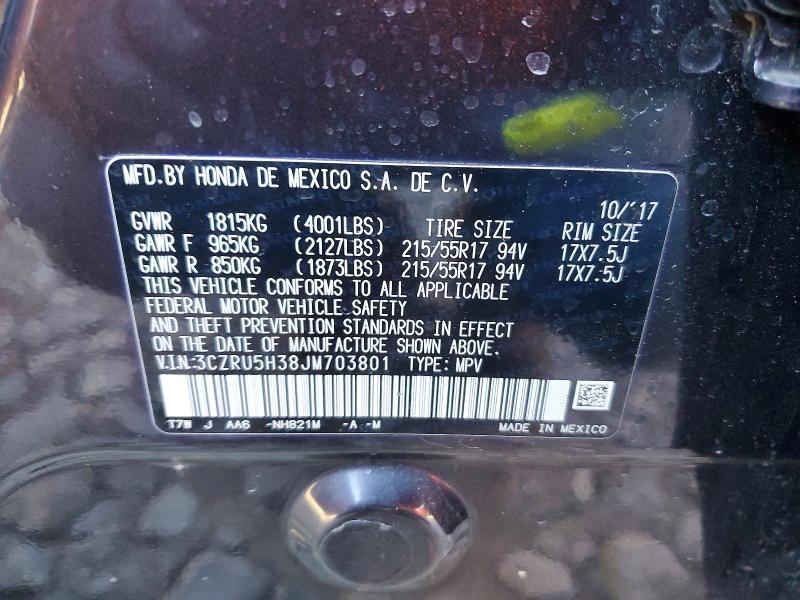 MFD.BY HONDA DE MEXICO S.A. DE C.V.
10/'17
GVWR 1815KG (4001LBS) TIRE SIZE RIM SIZE
GAWR F 965KG (2127LBS) 215/55R17 94V 17X7.5J
GAWR R 850KG (1873LBS) 215/55R17 94V 17X7.5J
THIS VEHICLE CONFORMS TO ALL APPLICABLE
FEDERAL MOTOR VEHICLE SAFETY
AND THEFT PREVENTION STANDARDS IN EFFECT
ON THE DATE OF MANUFACTURE SHOWN ABOVE.
V.I.N:3CZRU5H38JM703801 TYPE: MPV
T7W J AA6 -NH821M -A -M MADE IN MEXICO